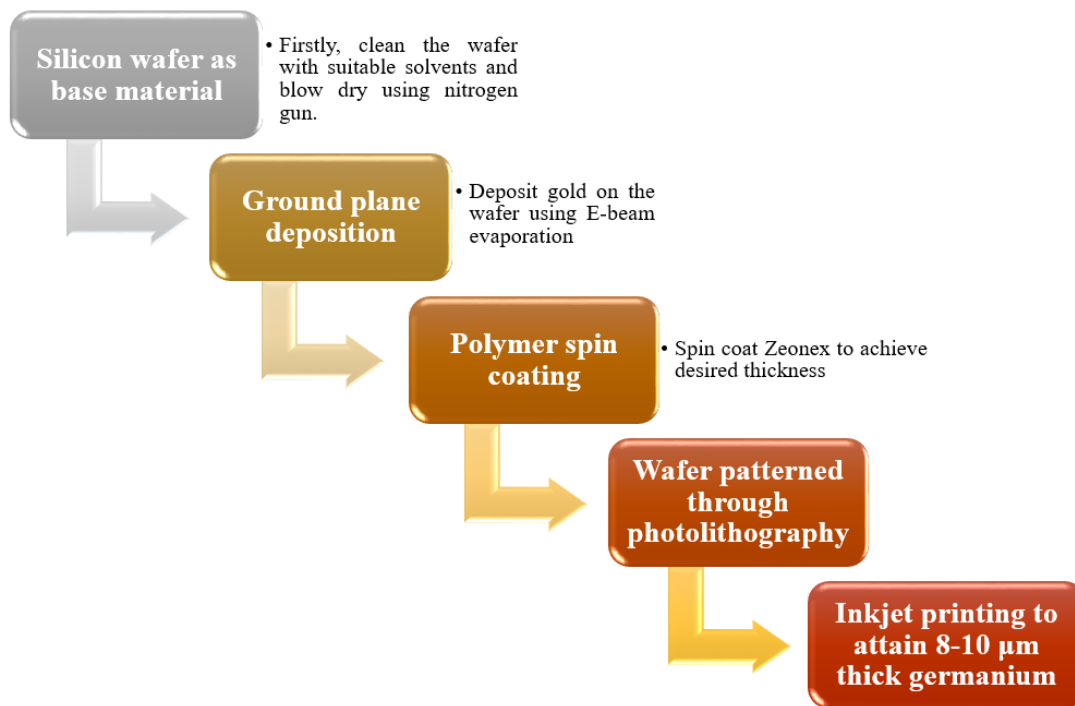 Silicon wafer as
base material
• Firstly, clean the wafer
with suitable solvents and
blow dry using nitrogen
gun.
Ground plane
deposition
• Deposit gold on the
wafer using E-beam
evaporation
Polymer spin
coating
• Spin coat Zeonex to achieve
desired thickness
Wafer patterned
through
photolithography
Inkjet printing to
attain 8-10 µm
thick germanium